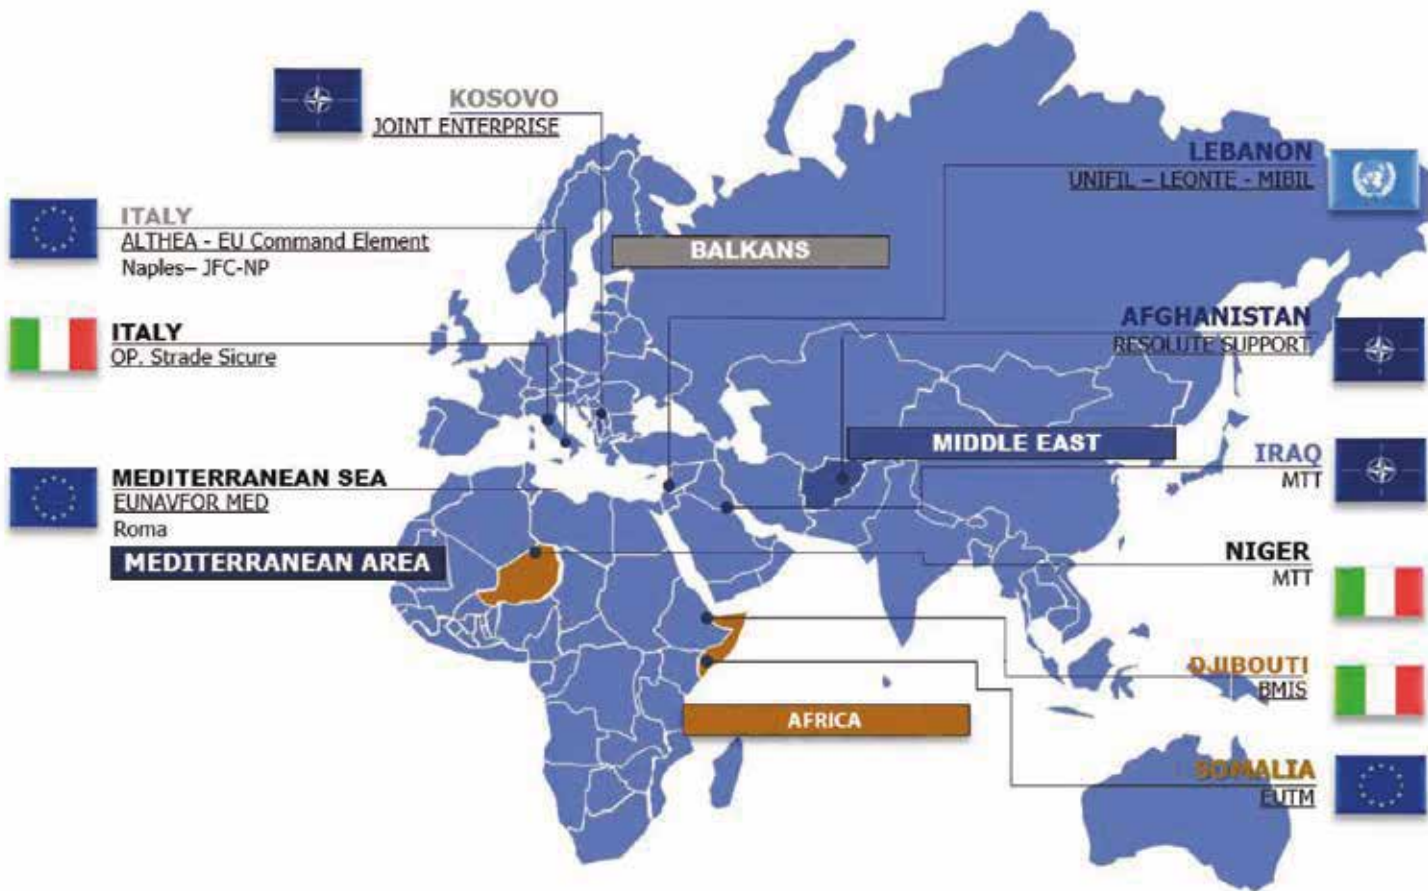 KOSOVO
JOINT ENTERPRISE
ITALY
ALTHEA - EU Command Element
Naples– JFC-NP
ITALY
OP. Strade Sicure
MEDITERRANEAN SEA
EUNAVFOR MED
Roma
MEDITERRANEAN AREA
BALKANS
LEBANON
UNIFIL – LEONTE - MIBIL
AFGHANISTAN
RESOLUTE SUPPORT
MIDDLE EAST
IRAQ
MTT
NIGER
MTT
DJIBOUTI
BMIS
AFRICA
SOMALIA
EUTM